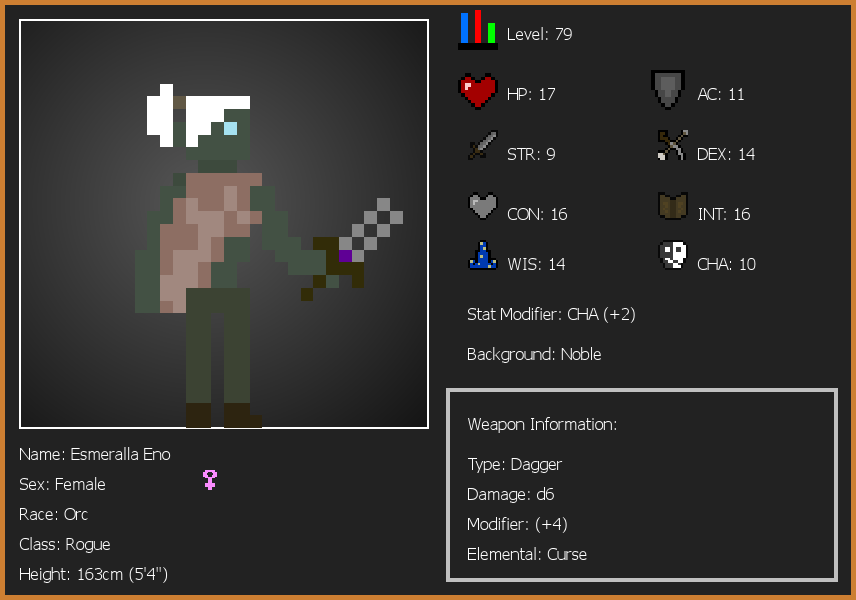 Level: 79
HP: 17
AC: 11
STR: 9
DEX: 14
CON: 16
INT: 16
WIS: 14
CHA: 10
Stat Modifier: CHA (+2)
Background: Noble
Weapon Information:
Type: Dagger
Damage: d6
Modifier: (+4)
Elemental: Curse
Name: Esmeralla Eno
Sex: Female
Race: Orc
Class: Rogue
Height: 163cm (5'4")